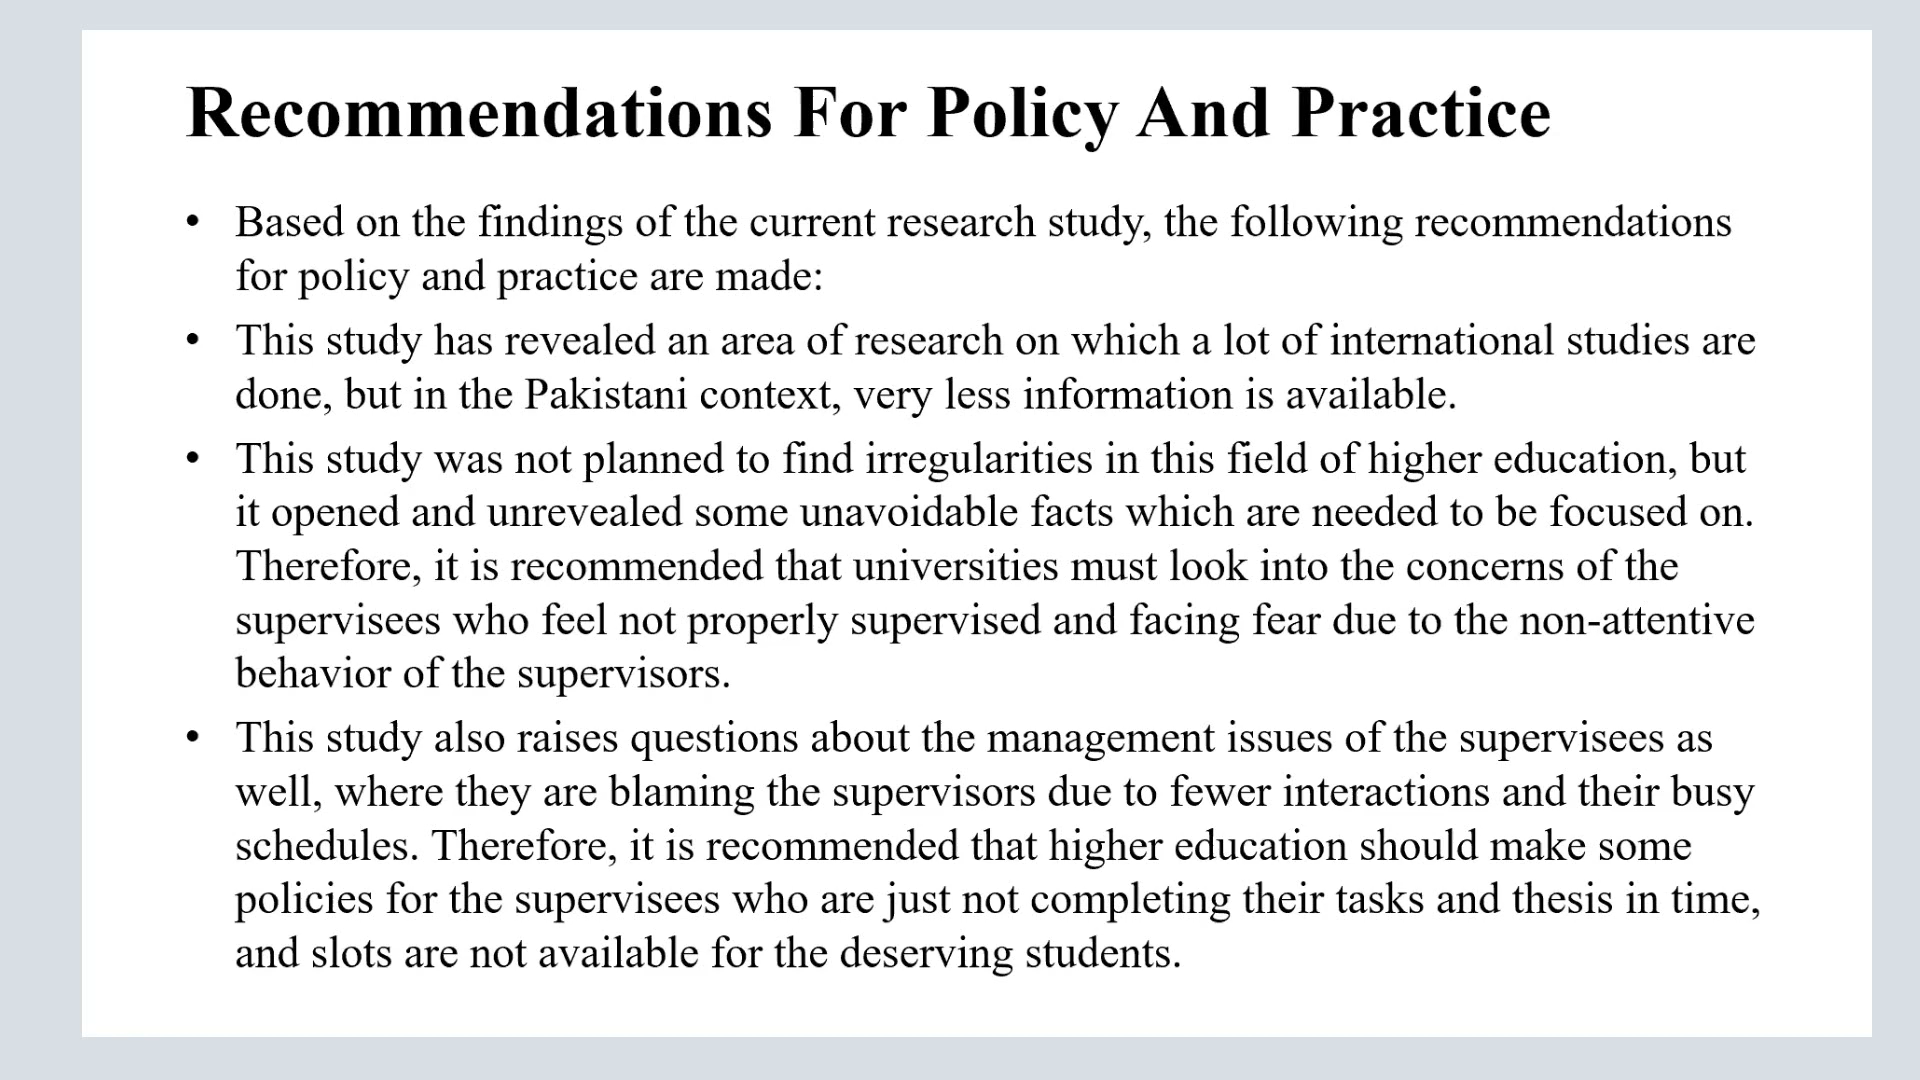 Recommendations For Policy And Practice
• Based on the findings of the current research study, the following recommendations
for policy and practice are made:
• This study has revealed an area of research on which a lot of international studies are
done, but in the Pakistani context, very less information is available.
• This study was not planned to find irregularities in this field of higher education, but
it opened and unrevealed some unavoidable facts which are needed to be focused on.
Therefore, it is recommended that universities must look into the concerns of the
supervisees who feel not properly supervised and facing fear due to the non-attentive
behavior of the supervisors.
• This study also raises questions about the management issues of the supervisees as
well, where they are blaming the supervisors due to fewer interactions and their busy
schedules. Therefore, it is recommended that higher education should make some
policies for the supervisees who are just not completing their tasks and thesis in time,
and slots are not available for the deserving students.